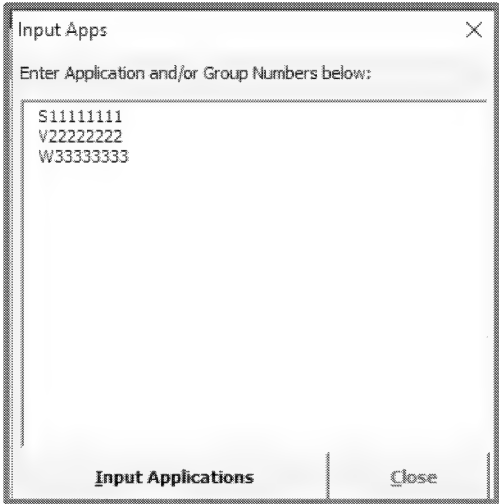 Input Apps
Enter Application and/or Group Numbers below:
S11111111
V22222222
W33333333
Input Applications
Close